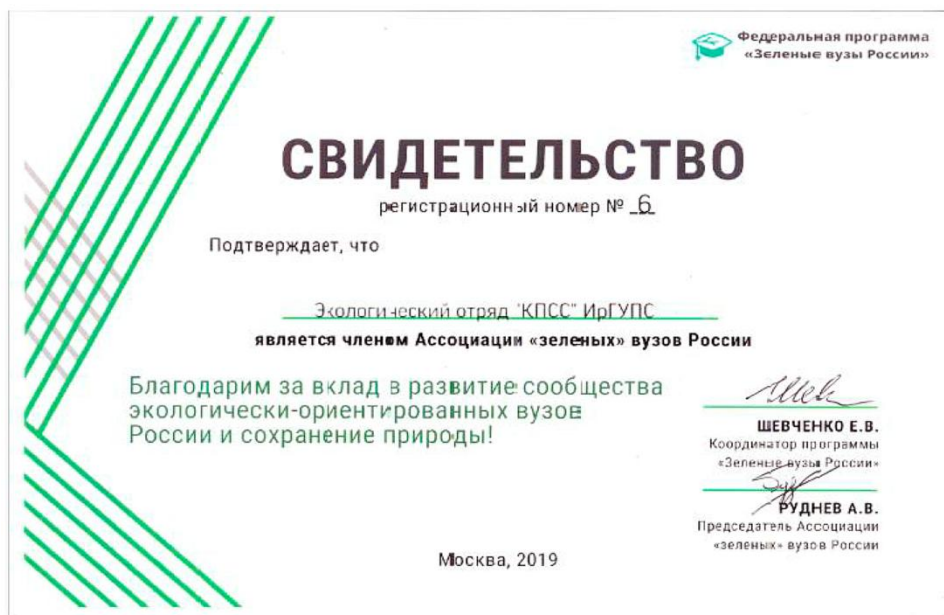 Федеральная программа
«Зеленые вузы России»
СВИДЕТЕЛЬСТВО
регистрационный номер № 6
Подтверждает, что
Экологический отряд "КПСС" ИрГУПС
является членом Ассоциации «зеленых» вузов России
Благодарим за вклад в развитие сообщества
экологически-ориентированных вузов
России и сохранение природы!
ШЕВЧЕНКО Е.В.
Координатор программы
«Зеленые вузы России»
РУДНЕВ А.В.
Председатель Ассоциации
«зеленых» вузов России
Москва, 2019